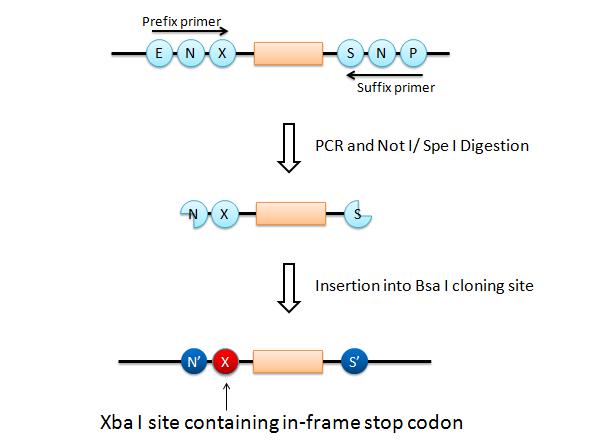 Prefix primer
E N X S N P
Suffix primer
PCR and Not I/ Spe I Digestion
N X S
Insertion into Bsa I cloning site
N' X S'
Xba I site containing in-frame stop codon